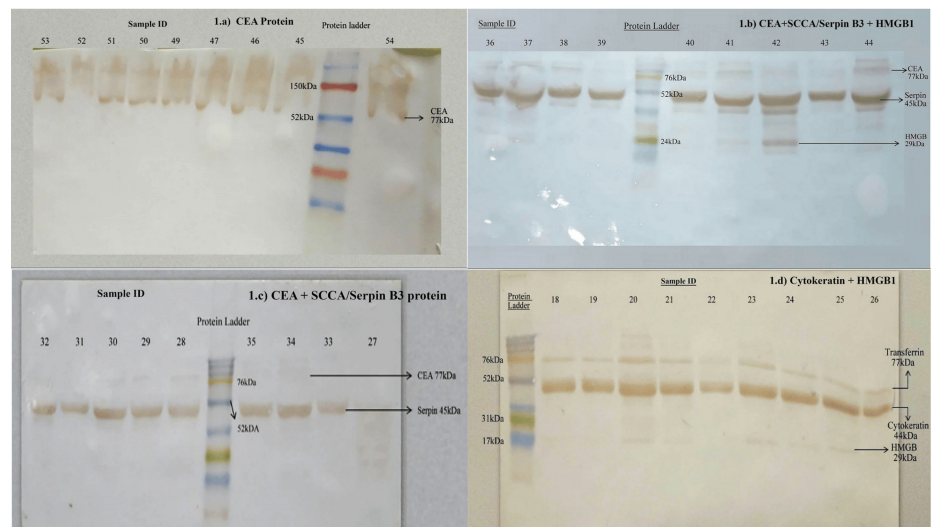 Sample ID
1.a) CEA Protein
Protein ladder
53 52 51 50 49 47 46 45 54
150kDa
52kDa
CEA
77kDa
Sample ID
Protein Ladder
1.b) CEA+SCCA/Serpin B3 + HMGB1
36 37 38 39 40 41 42 43 44
76kDa
52kDa
24kDa
CEA
77kDa
Serpin
45kDa
HMGB
29kDa
Sample ID
1.c) CEA + SCCA/Serpin B3 protein
Protein Ladder
32 31 30 29 28 35 34 33 27
76kDa
52kDA
CEA 77kDa
Serpin 45kDa
Sample ID
1.d) Cytokeratin + HMGB1
Protein
Ladder
18 19 20 21 22 23 24 25 26
76kDa
52kDa
31kDa
17kDa
Transferrin
77kDa
Cytokeratin
44kDa
HMGB
29kDa